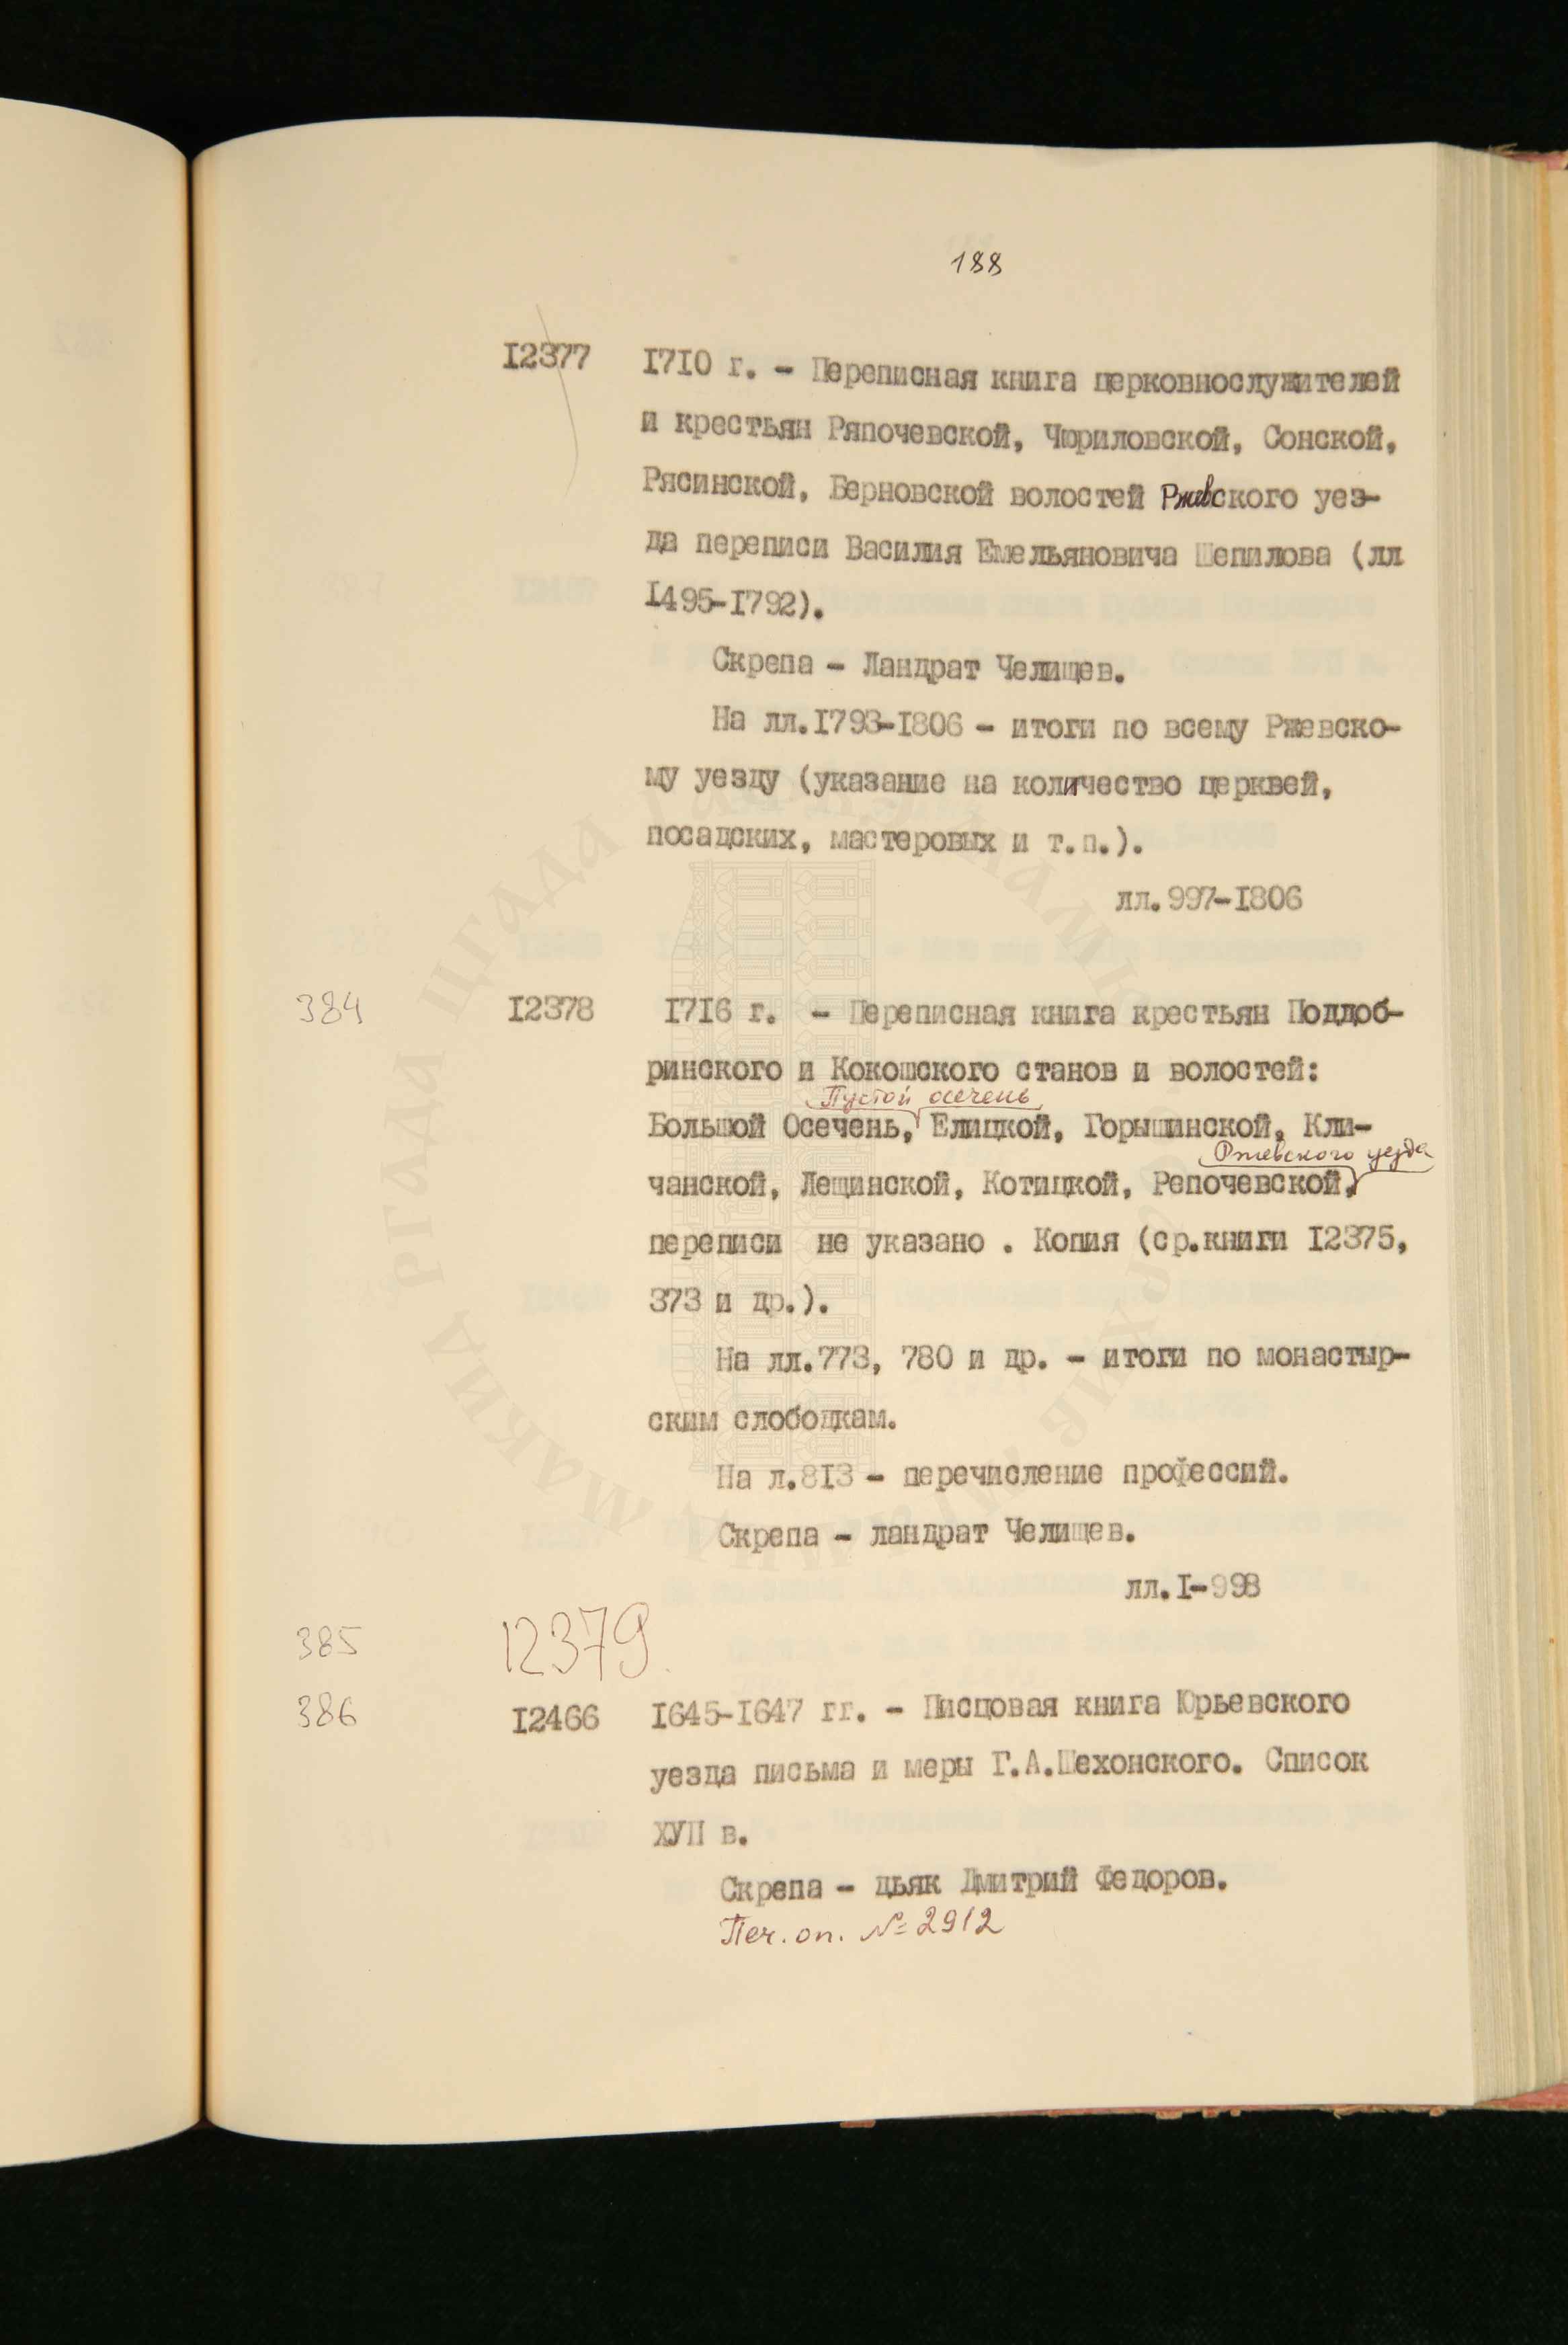 188
12377 1710 г. - Переписная книга церковнослужителей
и крестьян Ряпочевской, Чюриловской, Сонской,
Рясинской, Берновской волостей Ржевского уез-
да переписи Василия Емельяновича Шепилова (лл
1495-1792).
Скрепа - Ландрат Челищев.
На лл.1793-1806 - итоги по всему Ржевско-
му уезду (указание на количество церквей,
посадских, мастеровых и т.п.).
лл.997-1806
384 12378 1716 г. - Переписная книга крестьян Поддоб-
ринского и Кокошского станов и волостей:
Пустой осечень
Большой Осечень, Елицкой, Горышинской, Кли-
Ржевского уезда
чанской, Лещинской, Котицкой, Репочевской,
переписи не указано . Копия (ср.книги 12375,
373 и др.).
На лл.773, 780 и др. - итоги по монастыр-
ским слободкам.
На л.813 - перечисление профессий.
Скрепа - ландрат Челищев.
лл.1-998
385 12379
386 12466 1645-1647 гг. - Писцовая книга Юрьевского
уезда письма и меры Г.А.Шехонского. Список
ХУП в.
Скрепа - дьяк Дмитрий Федоров.
Печ. оп. № 2912
РГАДА ЦГАДА